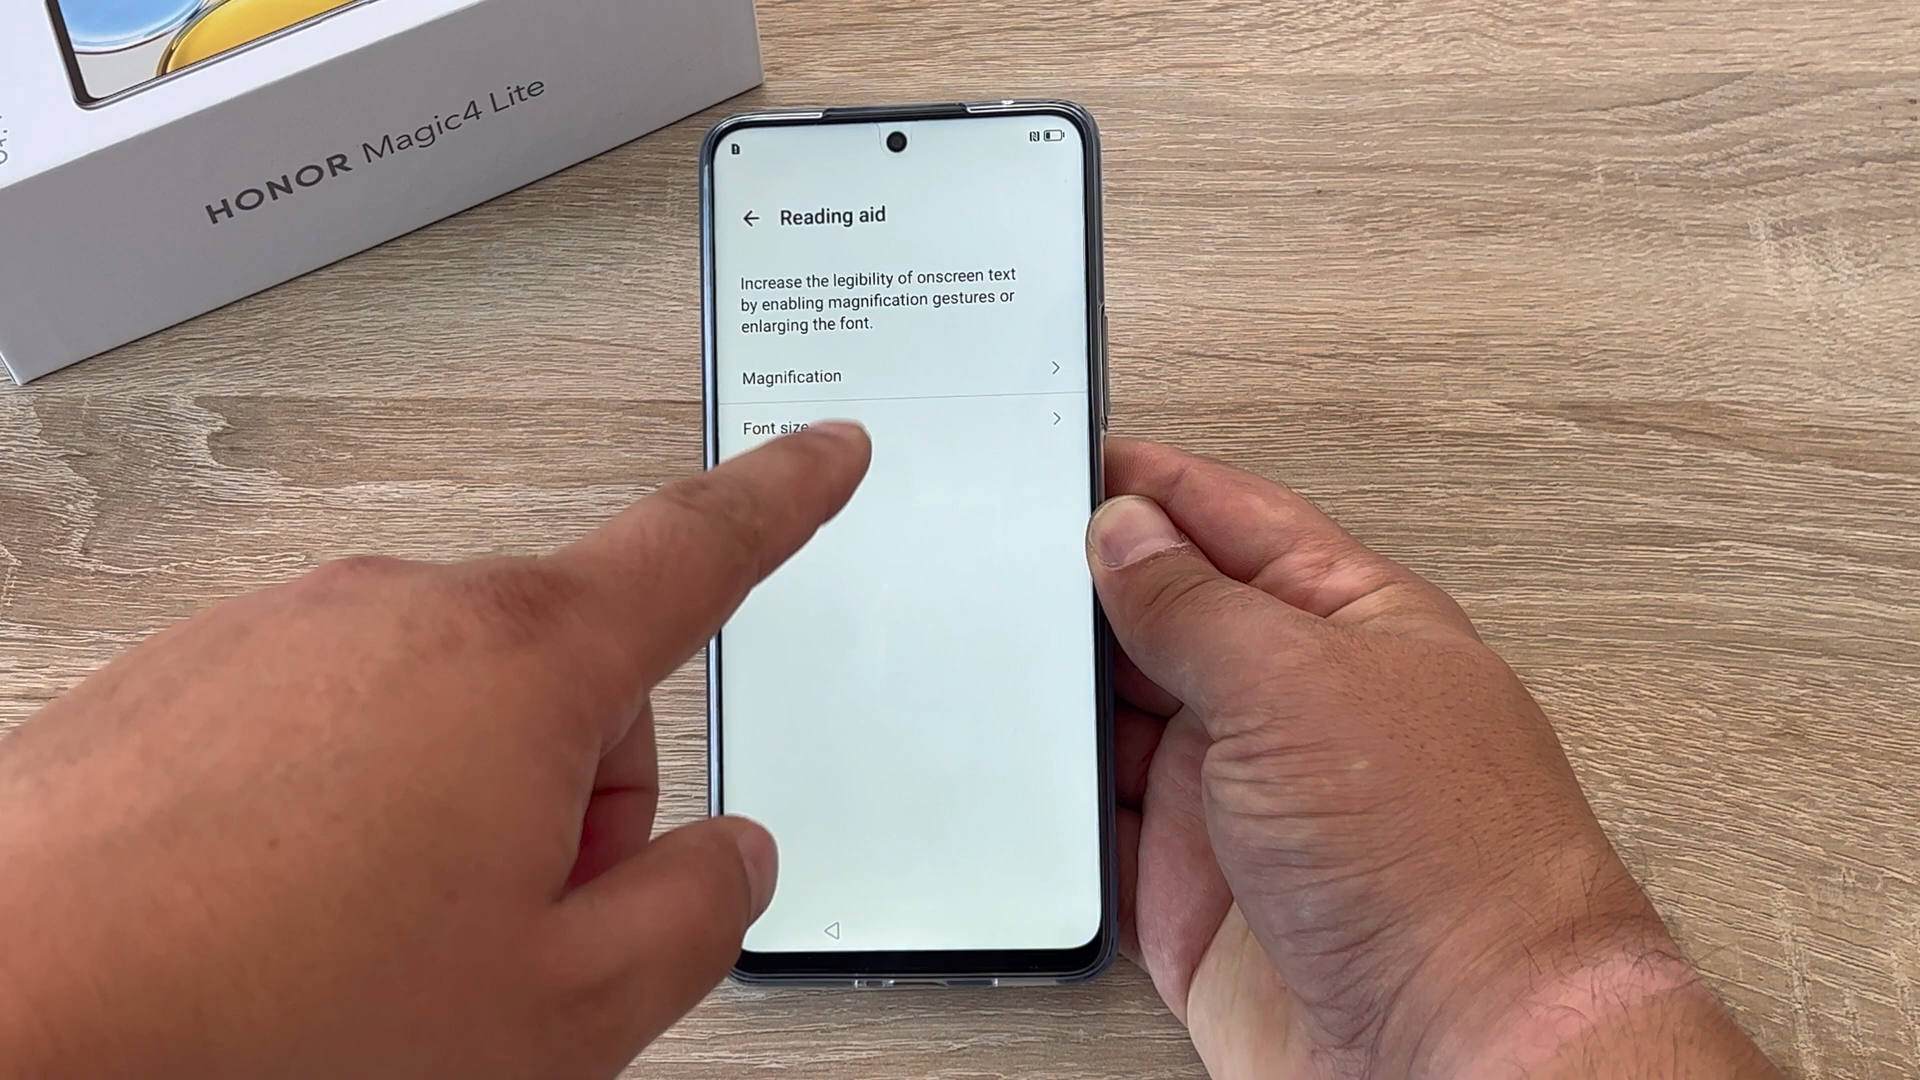 HONOR Magic4 Lite
Reading aid
Increase the legibility of onscreen text
by enabling magnification gestures or
enlarging the font.
Magnification
Font size